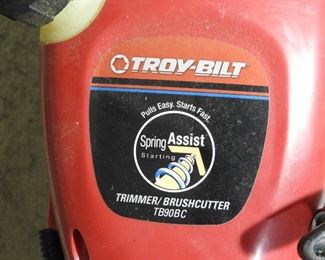 TROY-BILT
Pulls Easy. Starts Fast.
Spring Assist
Starting
TRIMMER/BRUSHCUTTER
TB90BC